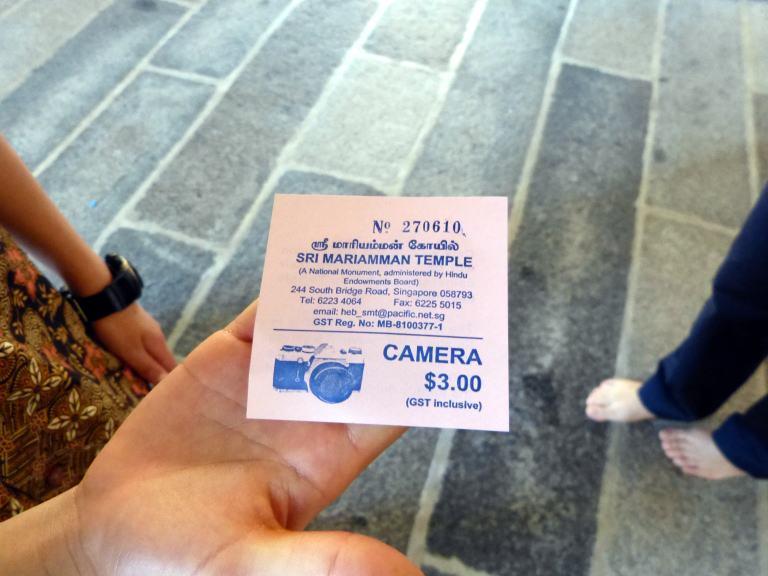 Nº 270610
ஸ்ரீ மாரியம்மன் கோயில்
SRI MARIAMMAN TEMPLE
(A National Monument, administered by Hindu
Endowments Board)
244 South Bridge Road, Singapore 058793
Tel: 6223 4064 Fax: 6225 5015
email: heb_smt@pacific.net.sg
GST Reg. No: MB-8100377-1
CAMERA
$3.00
(GST inclusive)